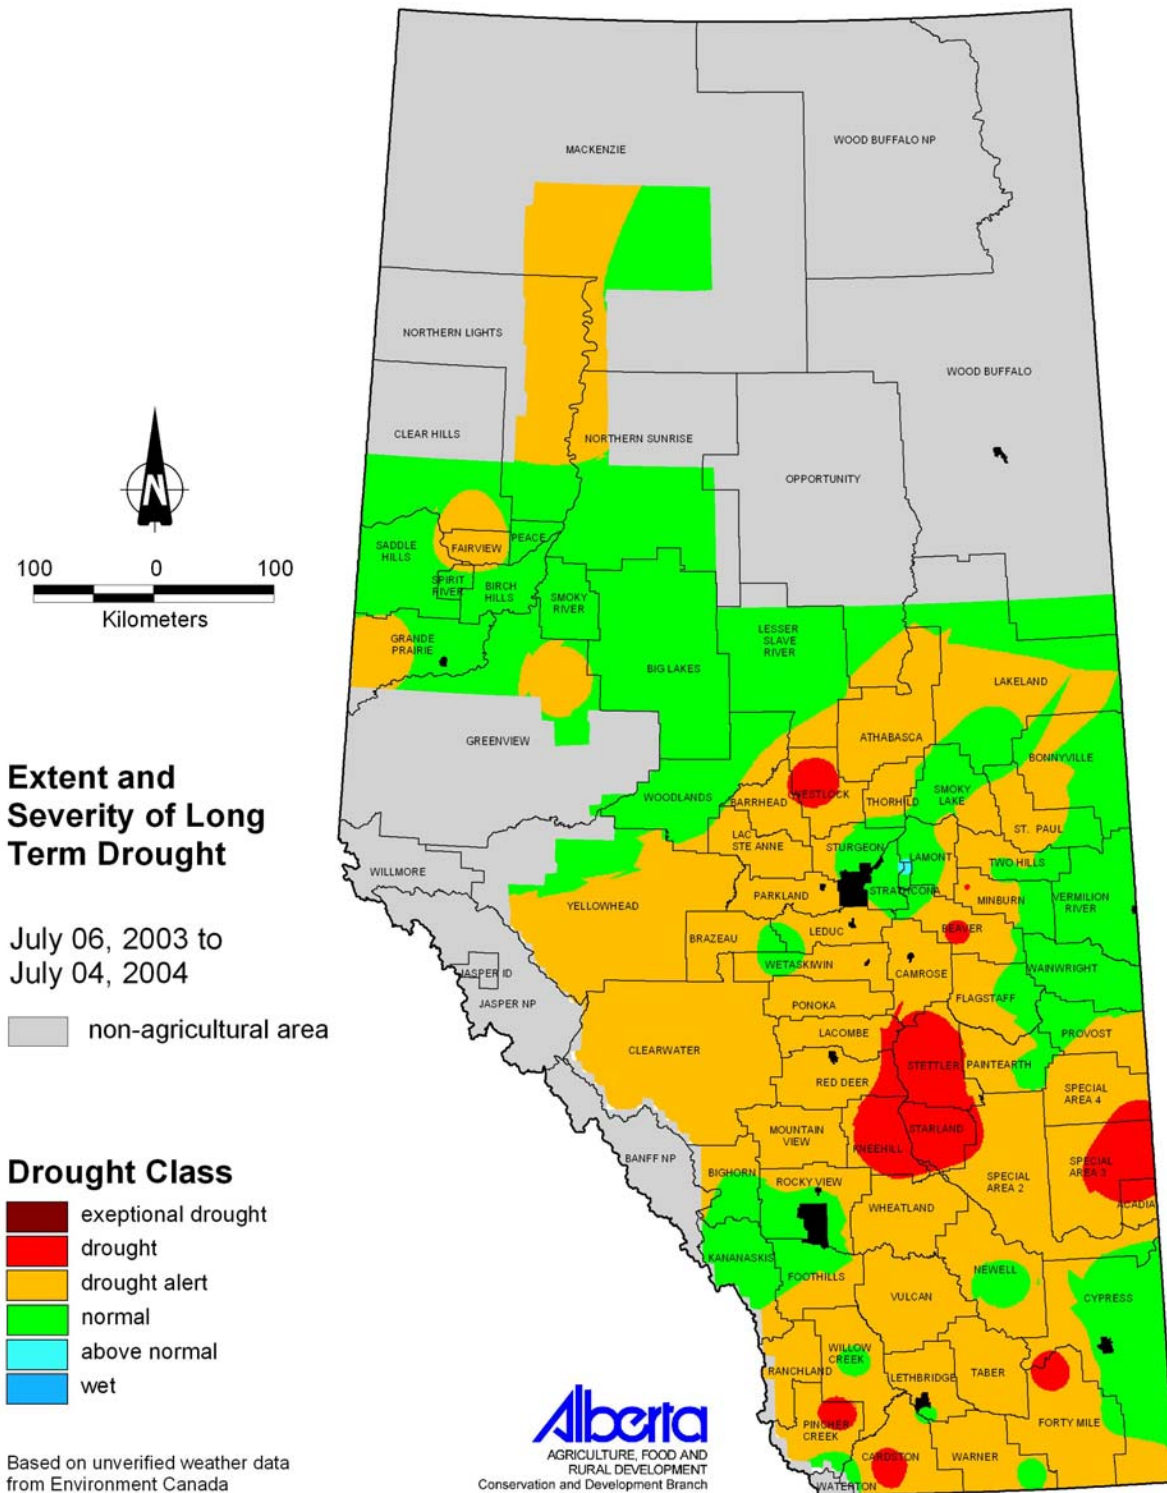 MACKENZIE
WOOD BUFFALO NP
NORTHERN LIGHTS
WOOD BUFFALO
CLEAR HILLS
NORTHERN SUNRISE
OPPORTUNITY
N
100 0 100
Kilometers
SADDLE
HILLS
FAIRVIEW
PEACE
SPIRIT
RIVER
BIRCH
HILLS
SMOKY
RIVER
GRANDE
PRAIRIE
BIG LAKES
LESSER
SLAVE
RIVER
LAKELAND
GREENVIEW
ATHABASCA
BONNYVILLE
Extent and
Severity of Long
Term Drought
July 06, 2003 to
July 04, 2004
non-agricultural area
WOODLANDS
BARRHEAD
WESTLOCK
THORHILD
SMOKY
LAKE
LAC
STE ANNE
STURGEON
LAMONT
ST. PAUL
TWO HILLS
WILLMORE
YELLOWHEAD
PARKLAND
STRATHCONA
MINBURN
VERMILION
RIVER
BRAZEAU
LEDUC
BEAVER
WETASKIWIN
CAMROSE
WAINWRIGHT
JASPER ID
JASPER NP
PONOKA
FLAGSTAFF
CLEARWATER
LACOMBE
PROVOST
STETTLER
PAINTEARTH
RED DEER
SPECIAL
AREA 4
MOUNTAIN
VIEW
STARLAND
KNEEHILL
BANFF NP
BIGHORN
ROCKY VIEW
SPECIAL
AREA 2
SPECIAL
AREA 3
ACADIA
WHEATLAND
KANANASKIS
FOOTHILLS
NEWELL
CYPRESS
VULCAN
WILLOW
CREEK
RANCHLAND
LETHBRIDGE
TABER
PINCHER
CREEK
FORTY MILE
CARDSTON
WARNER
WATERTON
Drought Class
exeptional drought
drought
drought alert
normal
above normal
wet
Based on unverified weather data
from Environment Canada
Alberta
AGRICULTURE, FOOD AND
RURAL DEVELOPMENT
Conservation and Development Branch